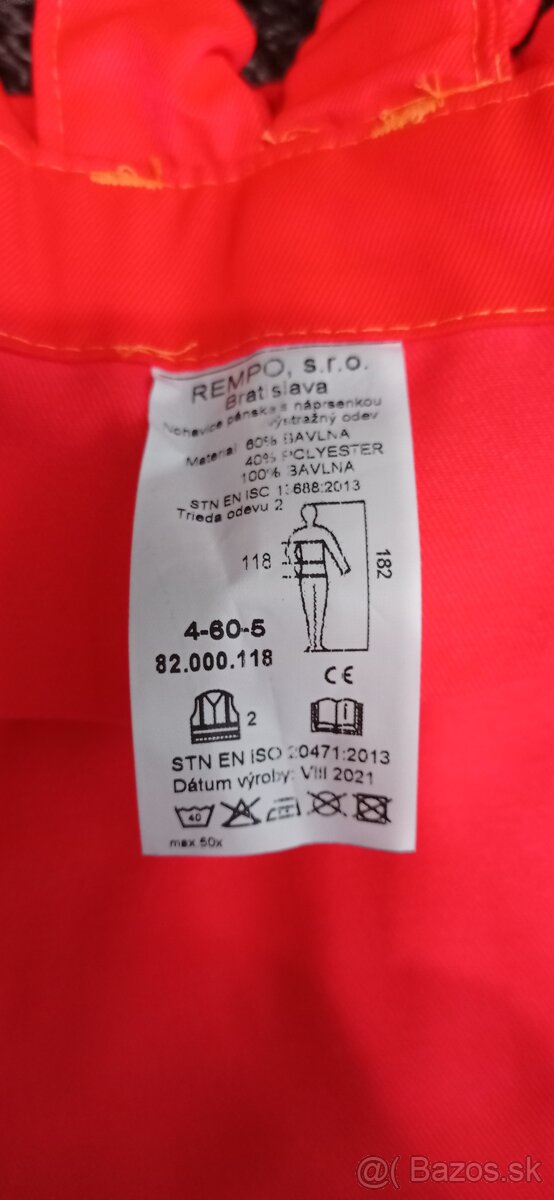 REMPO, s.r.o.
Bratislava
Nohavice pánske s náprsenkou
výstražný odev
Material 60% BAVLNA
40% POLYESTER
100% BAVLNA
STN EN ISO 13688:2013
Trieda odevu 2
118
182
4-60-5
82.000.118
CE
2
i
STN EN ISO 20471:2013
Dátum výroby: VIII 2021
40
max.50x
@( Bazos.sk